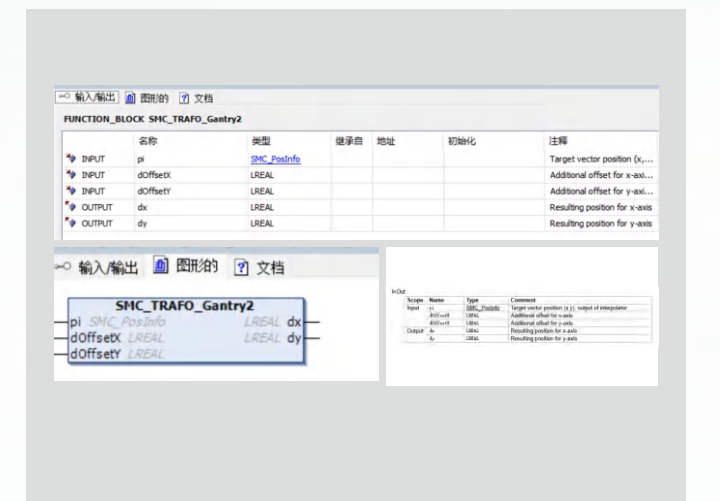 输入/输出 图形的 文档
FUNCTION_BLOCK SMC_TRAFO_Gantry2
名称 类型 继承自 地址 初始化 注释
INPUT pi SMC_PosInfo Target vector position (x,...
INPUT dOffsetX LREAL Additional offset for x-axi...
INPUT dOffsetY LREAL Additional offset for y-axi...
OUTPUT dx LREAL Resulting position for x-axis
OUTPUT dy LREAL Resulting position for y-axis
输入/输出 图形的 文档
SMC_TRAFO_Gantry2
pi SMC_PosInfo LREAL dx
dOffsetX LREAL LREAL dy
dOffsetY LREAL
InOut:
Scope Name Type Comment
Input pi SMC_PosInfo Target vector position (x,y), output of interpolator
dOffsetX LREAL Additional offset for x-axis
dOffsetY LREAL Additional offset for y-axis
Output dx LREAL Resulting position for x-axis
dy LREAL Resulting position for y-axis